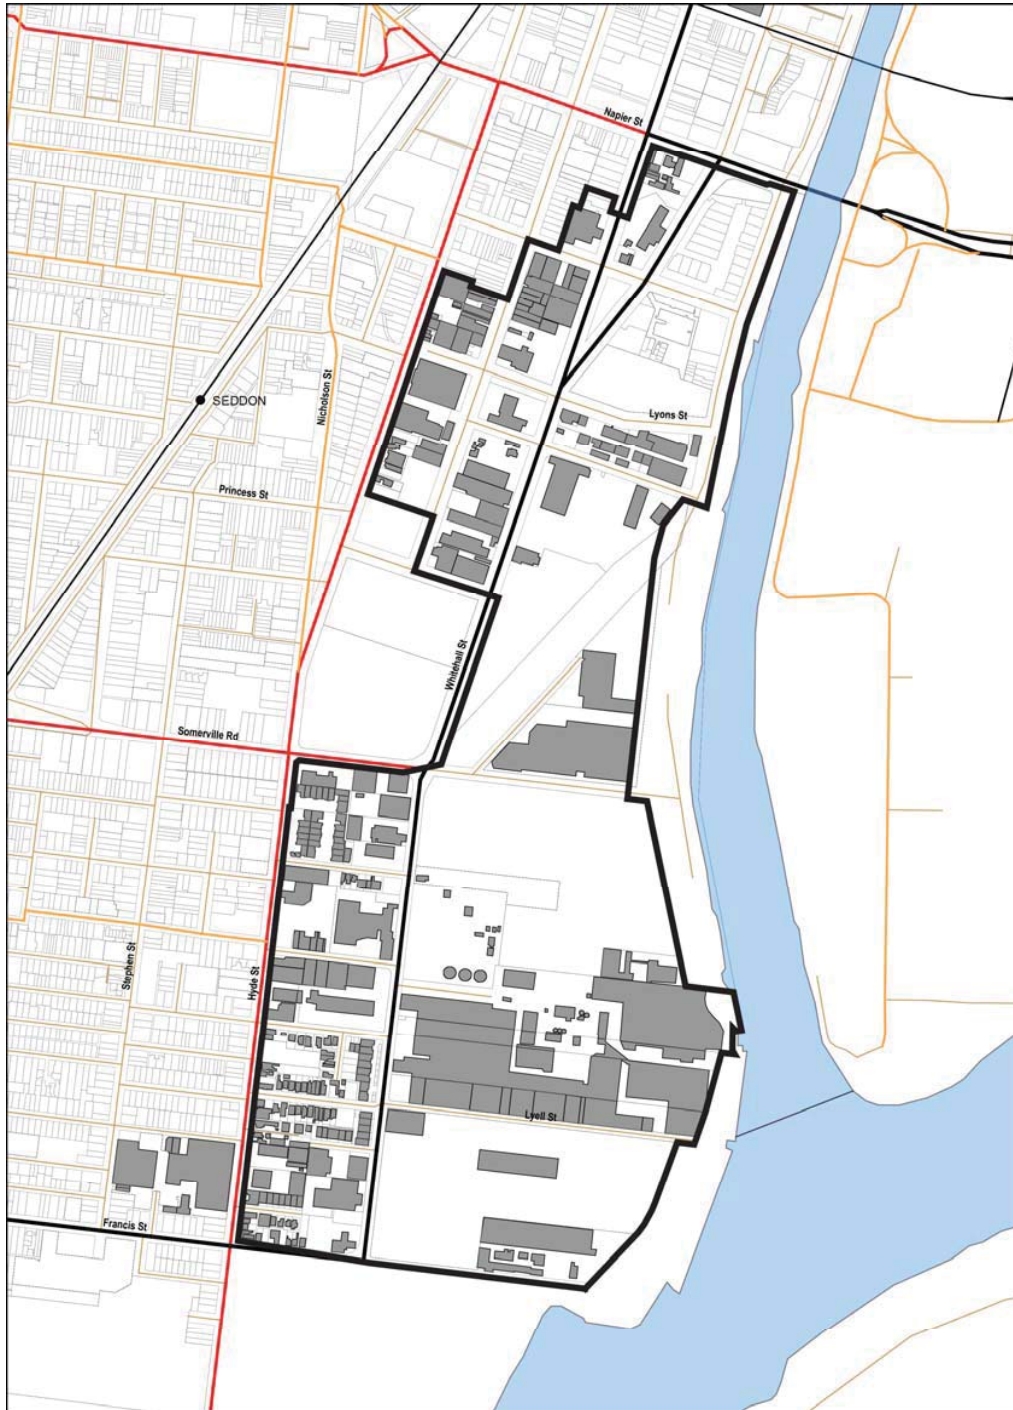 Napier St
SEDDON
Nicholson St
Lyons St
Princess St
Whitehall St
Somerville Rd
Stephen St
Hyde St
Lyell St
Francis St